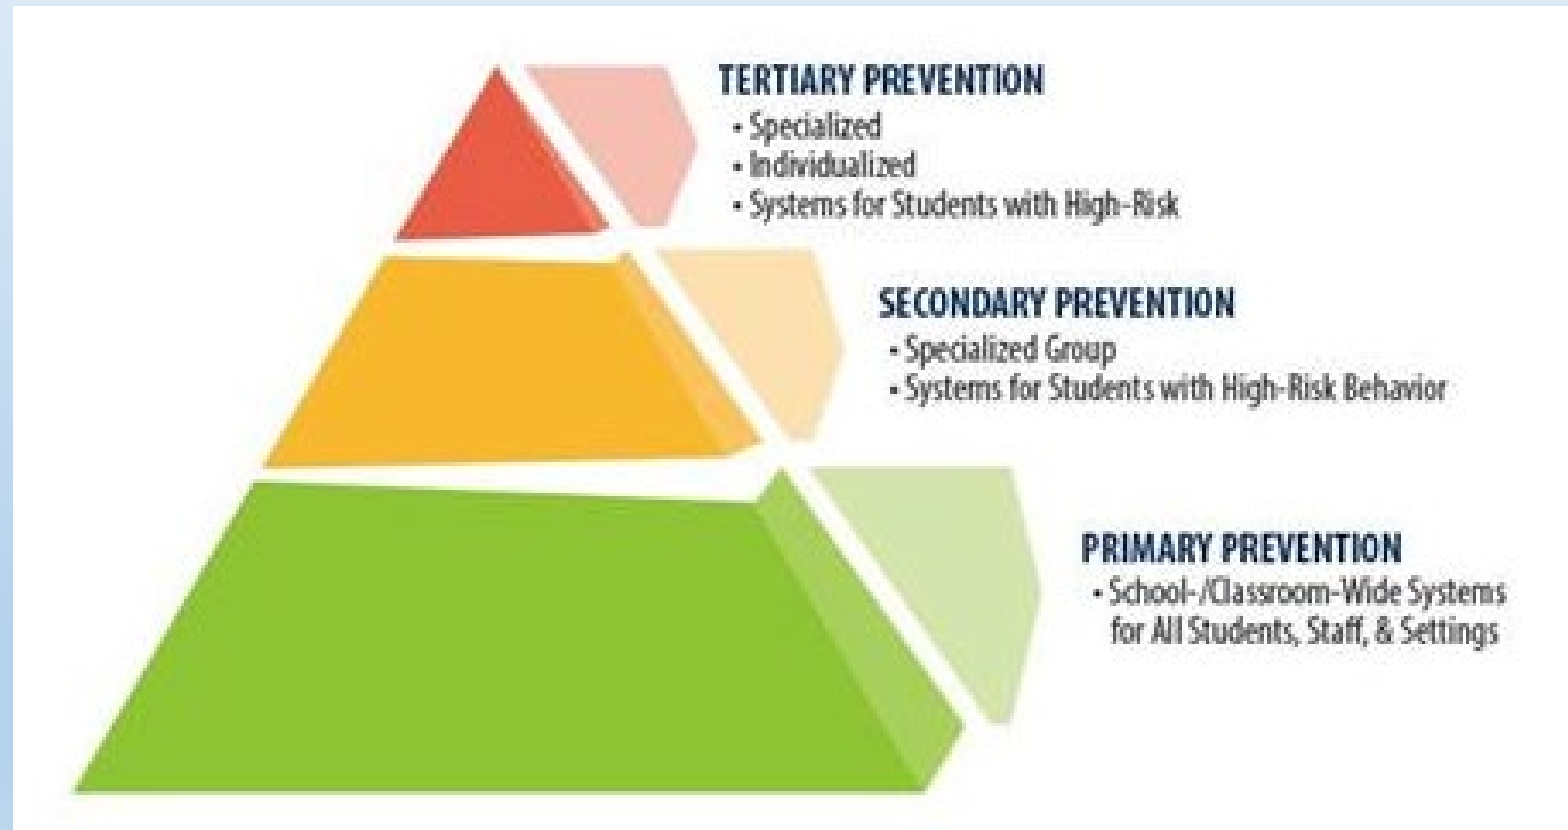 TERTIARY PREVENTION
• Specialized
• Individualized
• Systems for Students with High-Risk
SECONDARY PREVENTION
• Specialized Group
• Systems for Students with High-Risk Behavior
PRIMARY PREVENTION
• School-/Classroom-Wide Systems
for All Students, Staff, & Settings